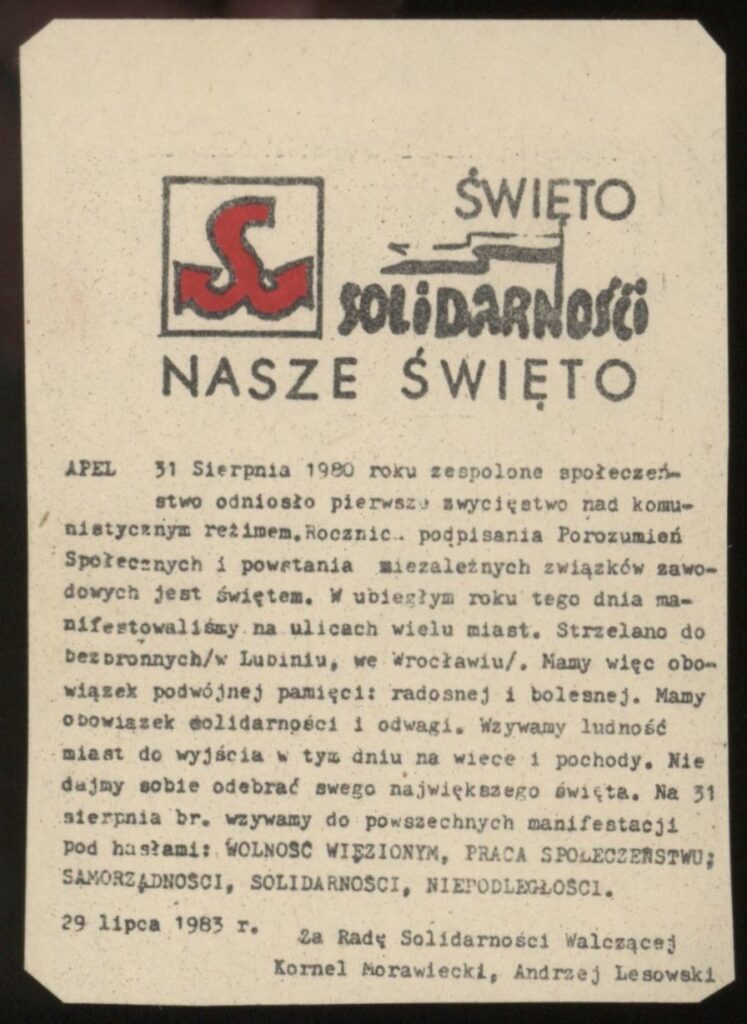 ŚWIĘTO
SOLIDARNOŚCI
NASZE ŚWIĘTO
APEL 31 Sierpnia 1980 roku zespolone społeczeń-
stwo odniosło pierwsze zwycięstwo nad komu-
nistycznym reżimem.Rocznic. podpisania Porozumień
Społecznych i powstania niezależnych związków zawo-
dowych jest świętem. W ubiegłym roku tego dnia ma-
nifestowaliśmy na ulicach wielu miast. Strzelano do
bezbronnych/w Lubiniu, we Wrocławiu/. Mamy więc obo-
wiązek podwójnej pamięci: radosnej i bolesnej. Mamy
obowiązek solidarności i odwagi. Wzywamy ludność
miast do wyjścia w tym dniu na wiece i pochody. Nie
dajmy sobie odebrać swego największego święta. Na 31
sierpnia br. wzywamy do powszechnych manifestacji
pod hasłami: WOLNOŚĆ WIĘZIONYM, PRACA SPOŁECZEŃSTWU;
SAMORZĄDNOŚCI, SOLIDARNOŚCI, NIEPODLEGŁOŚCI.
29 lipca 1983 r.
Za Radę Solidarności Walczącej
Kornel Morawiecki, Andrzej Lesowski